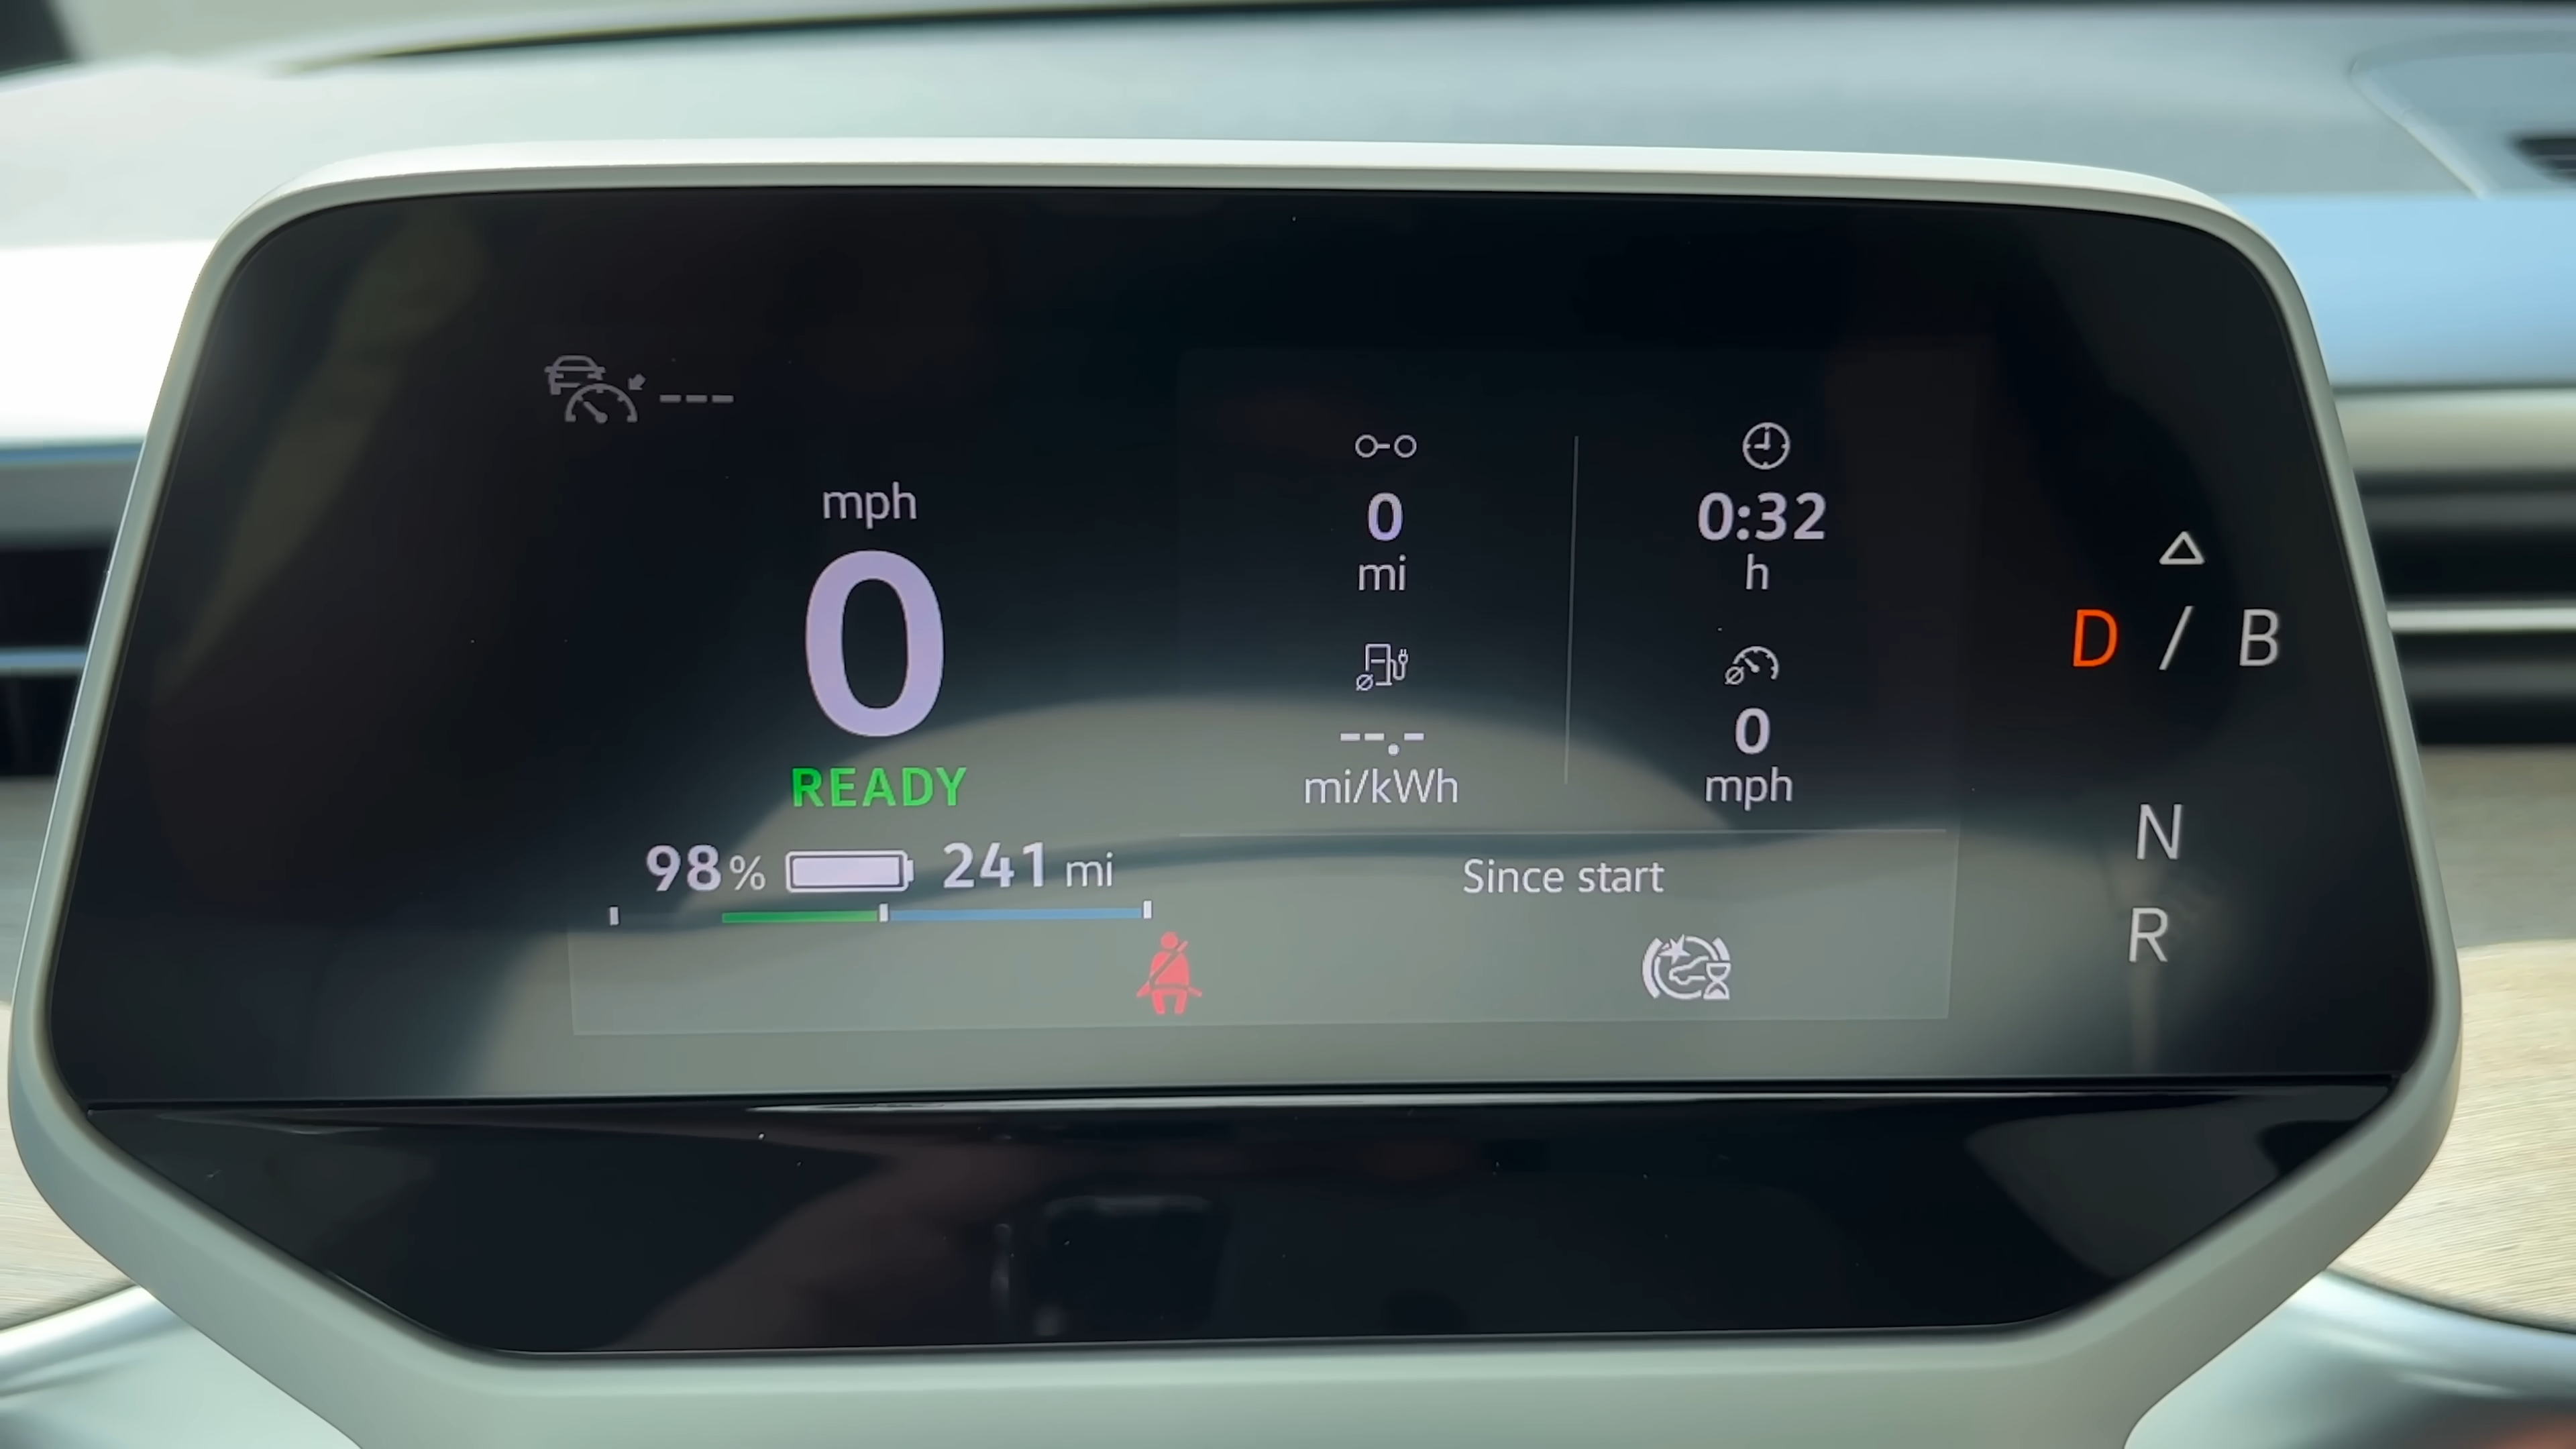 ---
mph
0
READY
98% 241 mi
0
mi
--.-
mi/kWh
0:32
h
0
mph
Since start
D / B
N
R